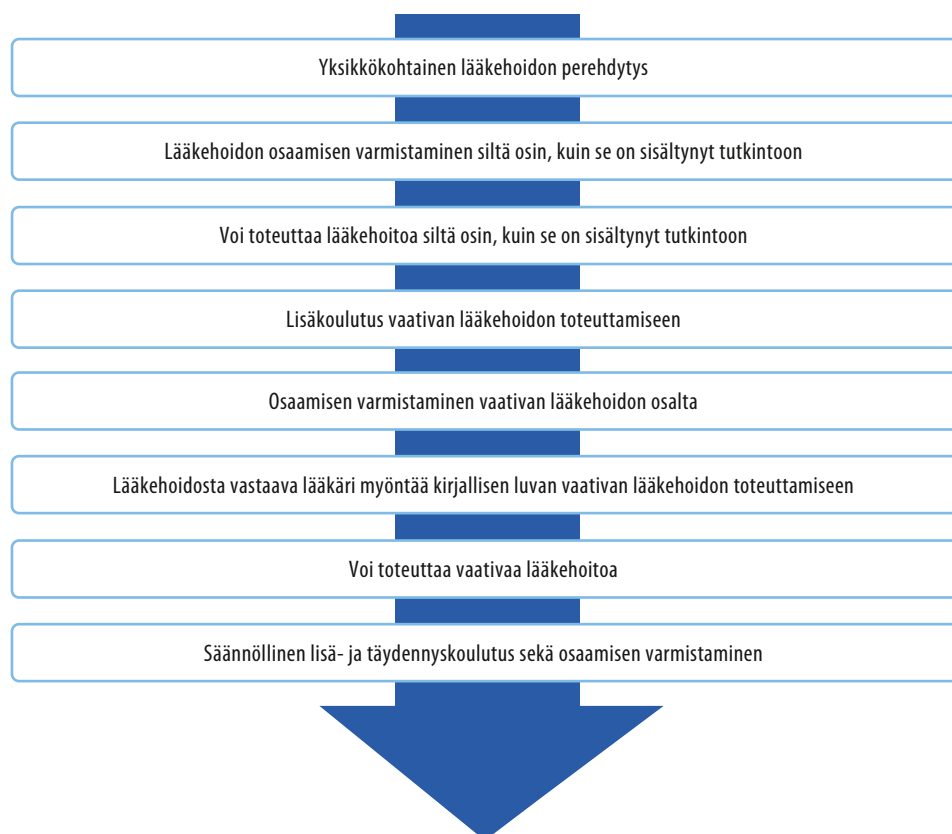 Yksikkökohtainen lääkehoidon perehdytys
Lääkehoidon osaamisen varmistaminen siltä osin, kuin se on sisältynyt tutkintoon
Voi toteuttaa lääkehoitoa siltä osin, kuin se on sisältynyt tutkintoon
Lisäkoulutus vaativan lääkehoidon toteuttamiseen
Osaamisen varmistaminen vaativan lääkehoidon osalta
Lääkehoidosta vastaava lääkäri myöntää kirjallisen luvan vaativan lääkehoidon toteuttamiseen
Voi toteuttaa vaativaa lääkehoitoa
Säännöllinen lisä- ja täydennyskoulutus sekä osaamisen varmistaminen